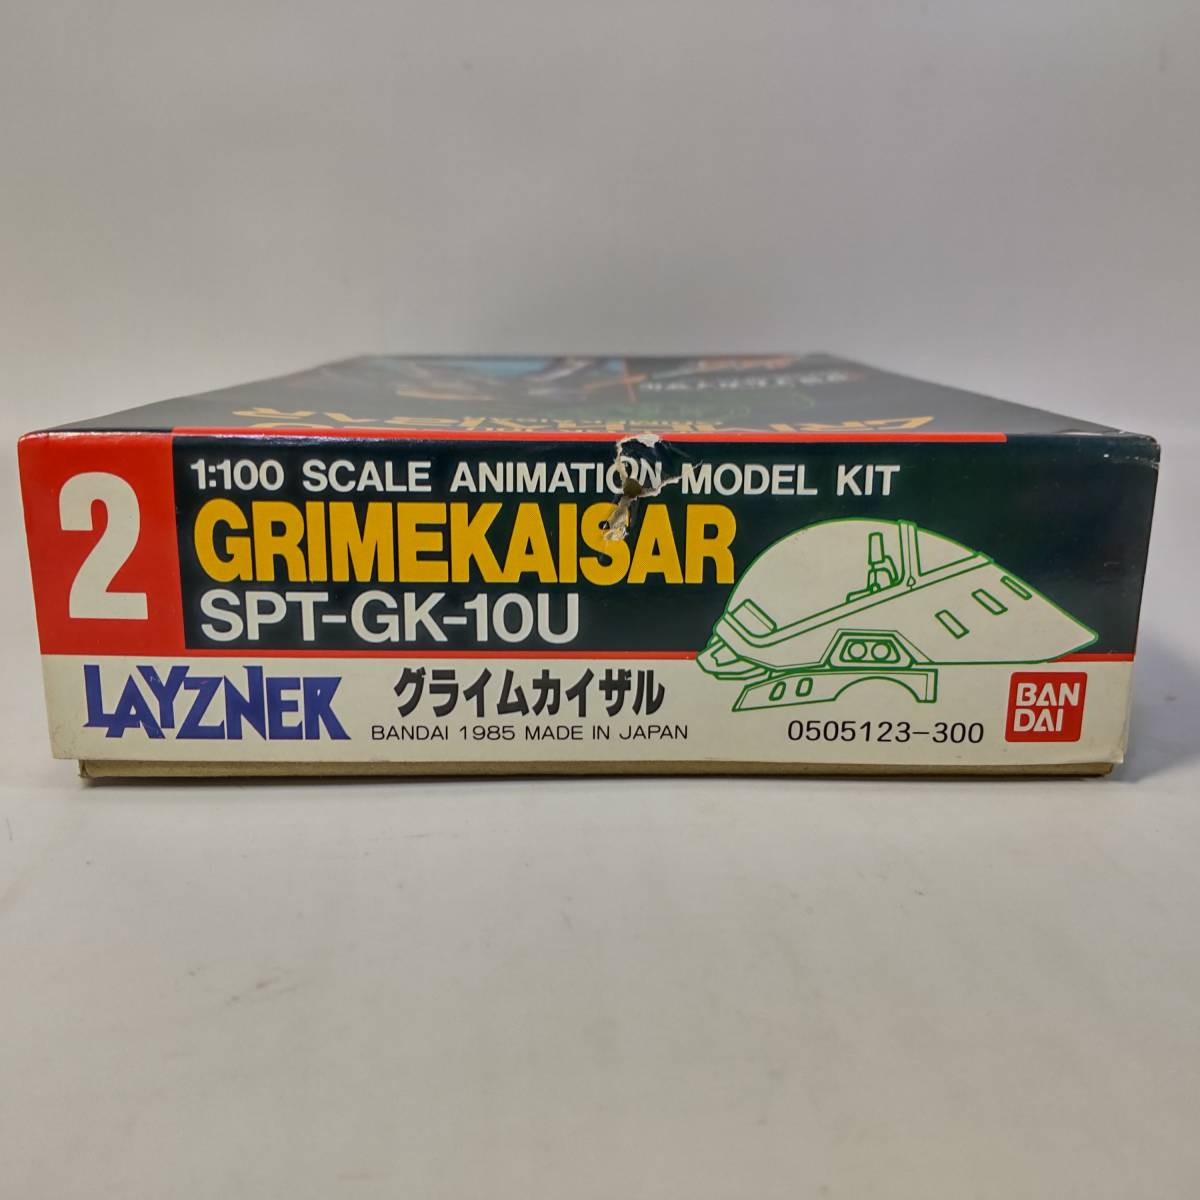 2
1:100 SCALE ANIMATION MODEL KIT
GRIMEKAISAR
SPT-GK-10U
LAYZNER
グライムカイザル
BANDAI 1985 MADE IN JAPAN
0505123-300
BAN
DAI